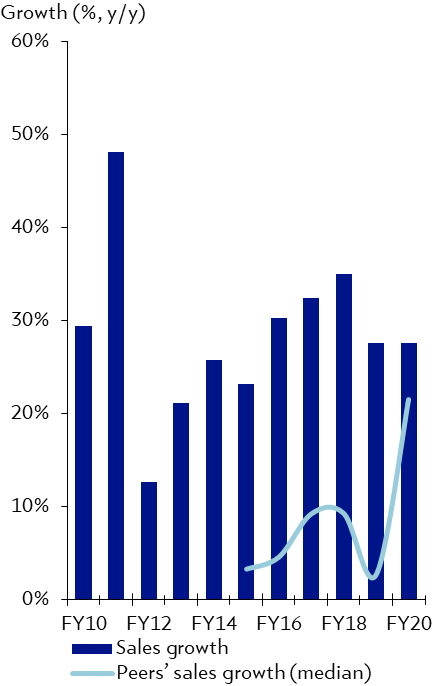 Growth (%, y/y)
60%
50%
40%
30%
20%
10%
0%
FY10 FY12 FY14 FY16 FY18 FY20
Sales growth
Peers' sales growth (median)